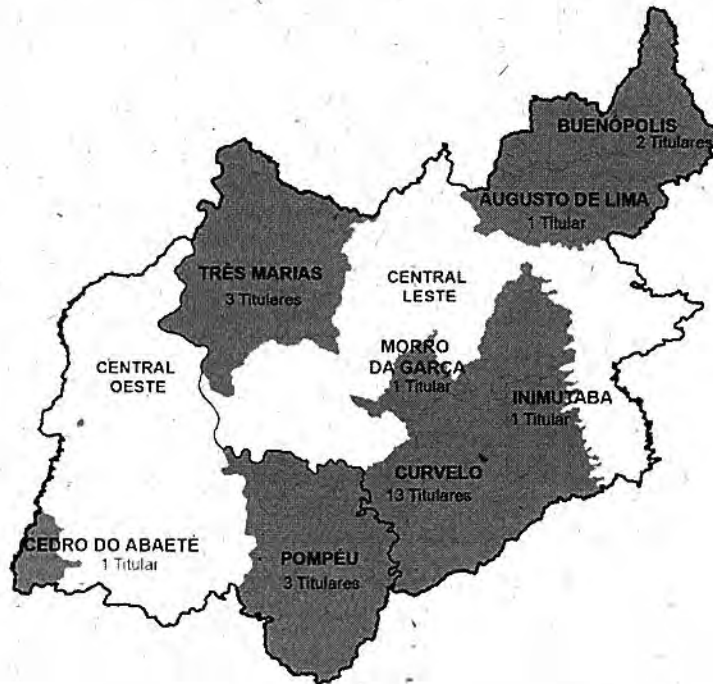 BUENÓPOLIS
2 Titulares
AUGUSTO DE LIMA
1 Titular
TRÊS MARIAS
3 Titulares
CENTRAL
LESTE
CENTRAL
OESTE
MORRO
DA GARÇA
1 Titular
INIMUTABA
1 Titular
CURVELO
13 Titulares
CEDRO DO ABAETÉ
1 Titular
POMPÉU
3 Titulares